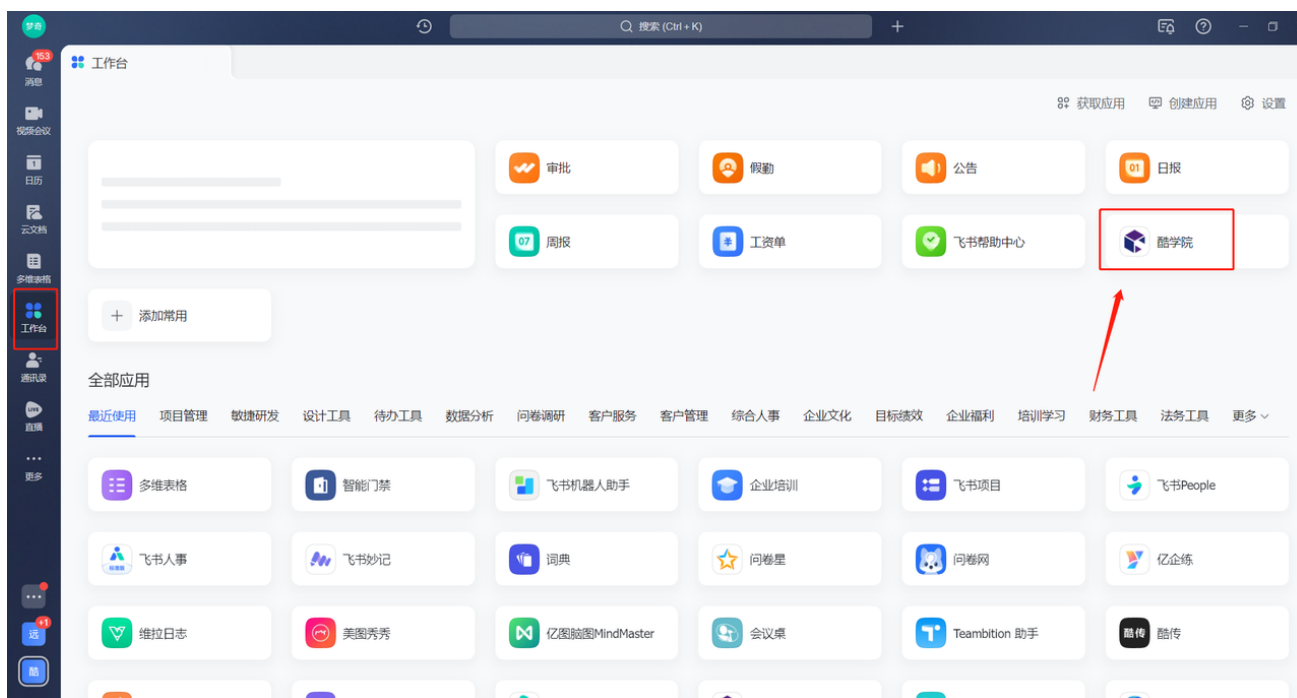 梦奇
搜索 (Ctrl + K)
153
消息
视频会议
1
日历
云文档
多维表格
工作台
通讯录
LIVE
直播
更多
+1
远
酷
工作台
获取应用 创建应用 设置
审批 假勤 公告 01 日报
07 周报 工资单 飞书帮助中心 酷学院
添加常用
全部应用
最近使用 项目管理 敏捷研发 设计工具 待办工具 数据分析 问卷调研 客户服务 客户管理 综合人事 企业文化 目标绩效 企业福利 培训学习 财务工具 法务工具 更多
多维表格 智能门禁 飞书机器人助手 企业培训 飞书项目 飞书People
标准版 飞书人事 飞书妙记 词典 问卷星 问卷网 亿企练
维拉日志 美图秀秀 亿图脑图MindMaster 会议桌 Teambition 助手 酷传 酷传